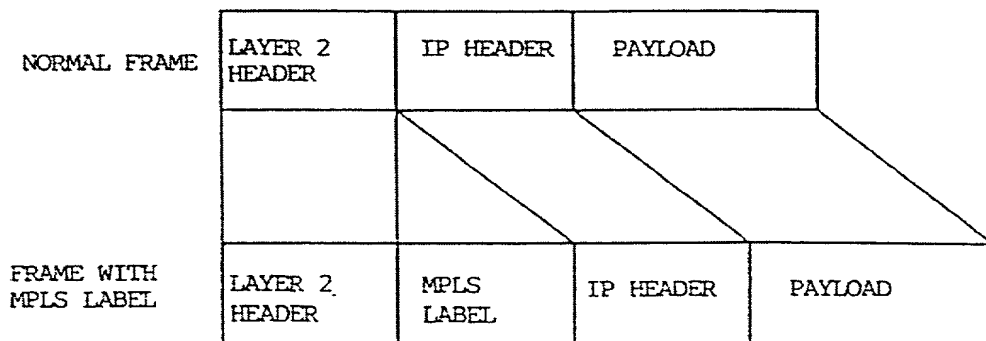 NORMAL FRAME
LAYER 2
HEADER
IP HEADER
PAYLOAD
FRAME WITH
MPLS LABEL
LAYER 2
HEADER
MPLS
LABEL
IP HEADER
PAYLOAD